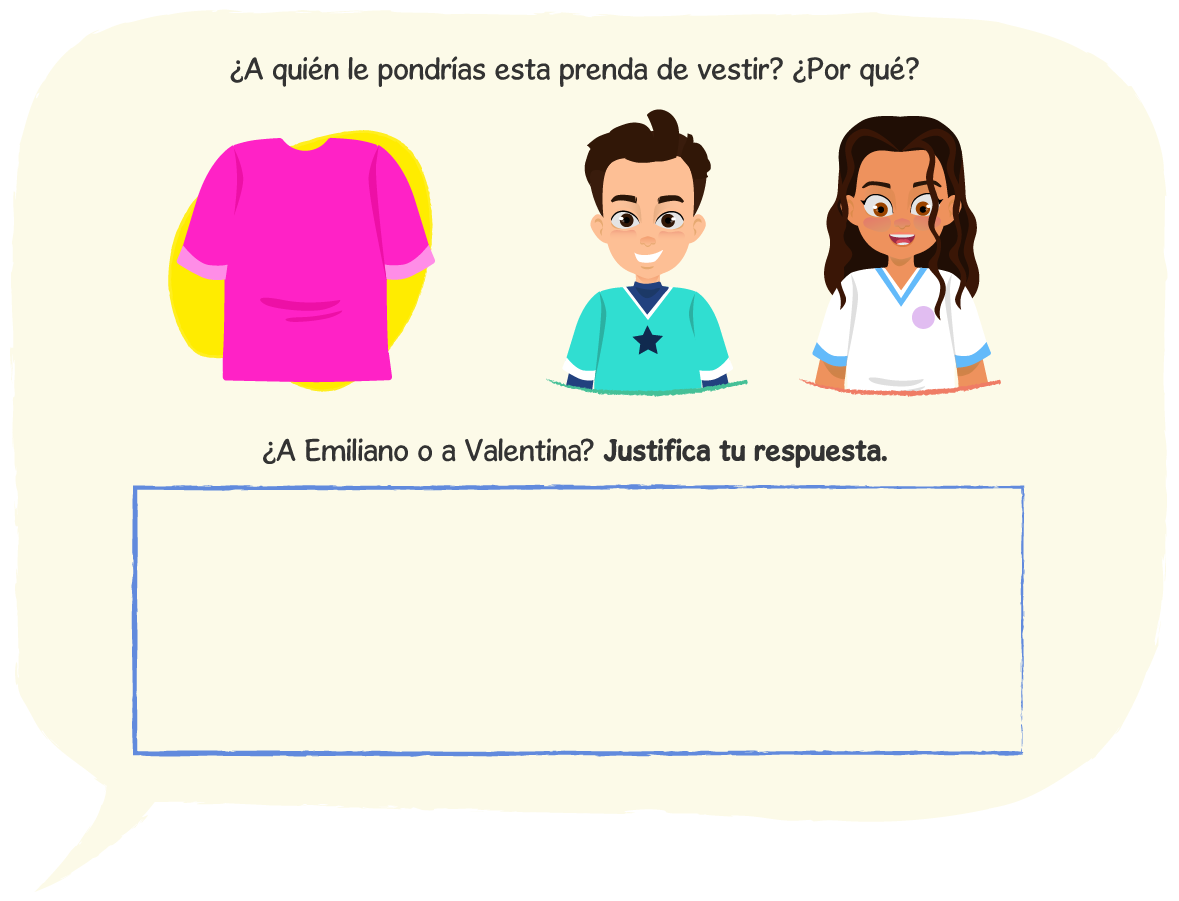 ¿A quién le pondrías esta prenda de vestir? ¿Por qué?
¿A Emiliano o a Valentina? Justifica tu respuesta.